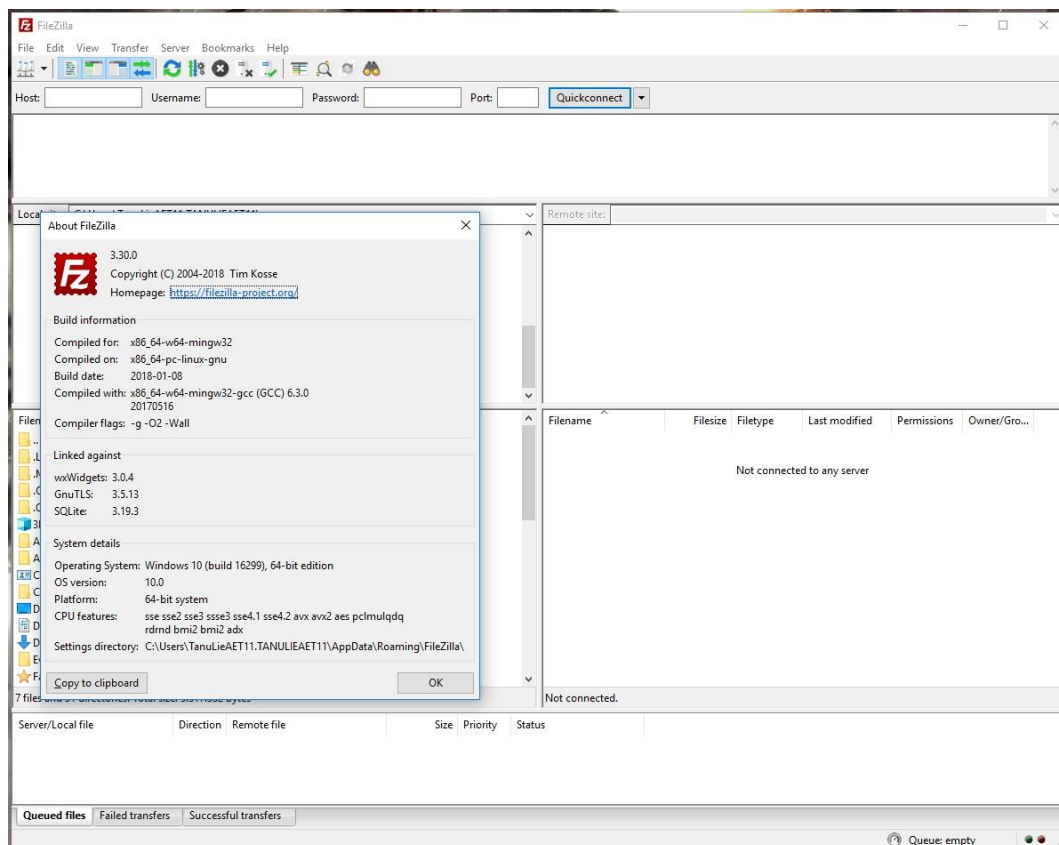 FileZilla
File Edit View Transfer Server Bookmarks Help
Host: Username: Password: Port: Quickconnect
Remote site:
About FileZilla
Fz
3.30.0
Copyright (C) 2004-2018 Tim Kosse
Homepage: https://filezilla-project.org/
Build information
Compiled for: x86_64-w64-mingw32
Compiled on: x86_64-pc-linux-gnu
Build date: 2018-01-08
Compiled with: x86_64-w64-mingw32-gcc (GCC) 6.3.0
20170516
Compiler flags: -g -O2 -Wall
Linked against
wxWidgets: 3.0.4
GnuTLS: 3.5.13
SQLite: 3.19.3
System details
Operating System: Windows 10 (build 16299), 64-bit edition
OS version: 10.0
Platform: 64-bit system
CPU features: sse sse2 sse3 ssse3 sse4.1 sse4.2 avx avx2 aes pclmulqdq
rdrnd bmi2 bmi2 adx
Settings directory: C:\Users\TanuLieAET11.TANULIEAET11\AppData\Roaming\FileZilla\
Copy to clipboard OK
7 files
Filename Filesize Filetype Last modified Permissions Owner/Gro...
Not connected to any server
Not connected.
Server/Local file Direction Remote file Size Priority Status
Queued files Failed transfers Successful transfers
Queue: empty